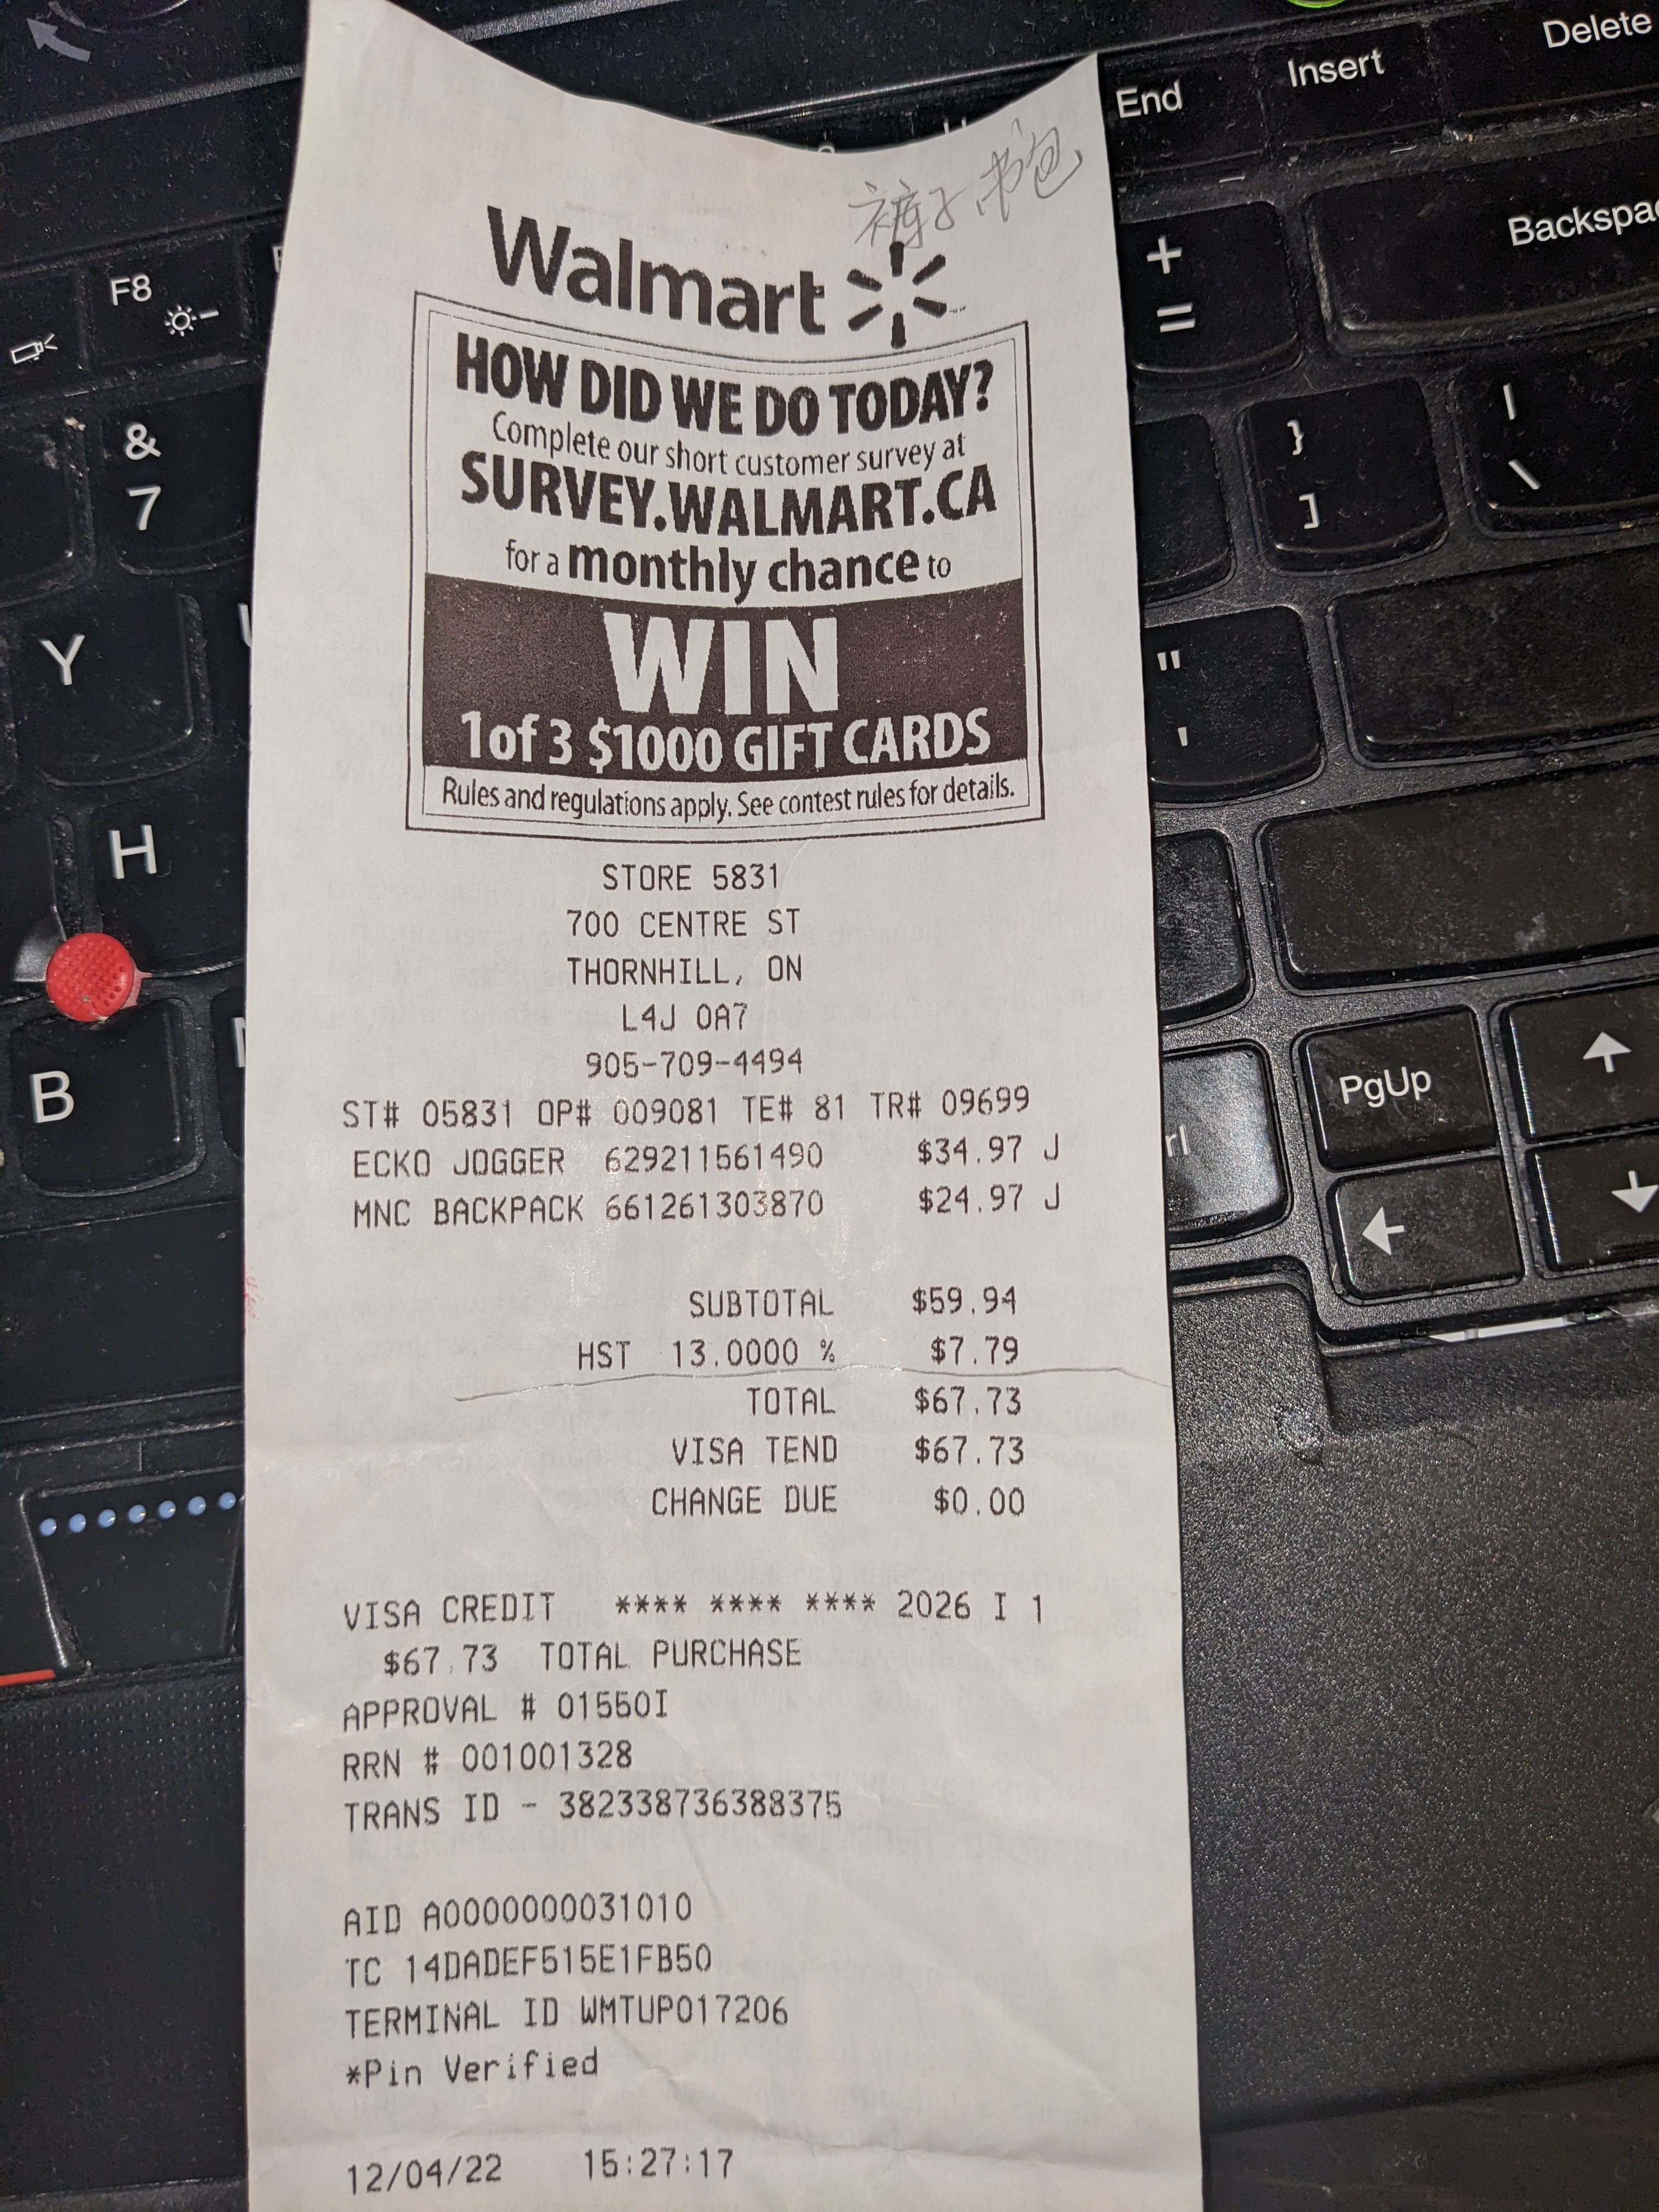 裤子、书包
Walmart
HOW DID WE DO TODAY?
Complete our short customer survey at
SURVEY.WALMART.CA
for a monthly chance to
WIN
1 of 3 $1000 GIFT CARDS
Rules and regulations apply. See contest rules for details.
STORE 5831
700 CENTRE ST
THORNHILL, ON
L4J 0A7
905-709-4494
ST# 05831 OP# 009081 TE# 81 TR# 09699
ECKO JOGGER 629211561490 $34.97 J
MNC BACKPACK 661261303870 $24.97 J
SUBTOTAL $59.94
HST 13.0000 % $7.79
TOTAL $67.73
VISA TEND $67.73
CHANGE DUE $0.00
VISA CREDIT **** **** **** 2026 I 1
$67.73 TOTAL PURCHASE
APPROVAL # 01550I
RRN # 001001328
TRANS ID - 382338736388375
AID A0000000031010
TC 14DADEF515E1FB50
TERMINAL ID WMTUP017206
*Pin Verified
12/04/22 15:27:17
Delete
Insert
End
Backspa
F8
+
=
&
7
}
]
|
\
Y
"
'
H
B
PgUp
rl